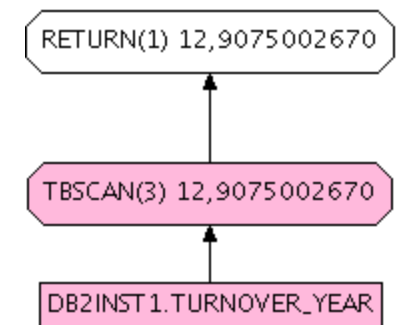 RETURN(1) 12,9075002670
TBSCAN(3) 12,9075002670
DB2INST1.TURNOVER_YEAR